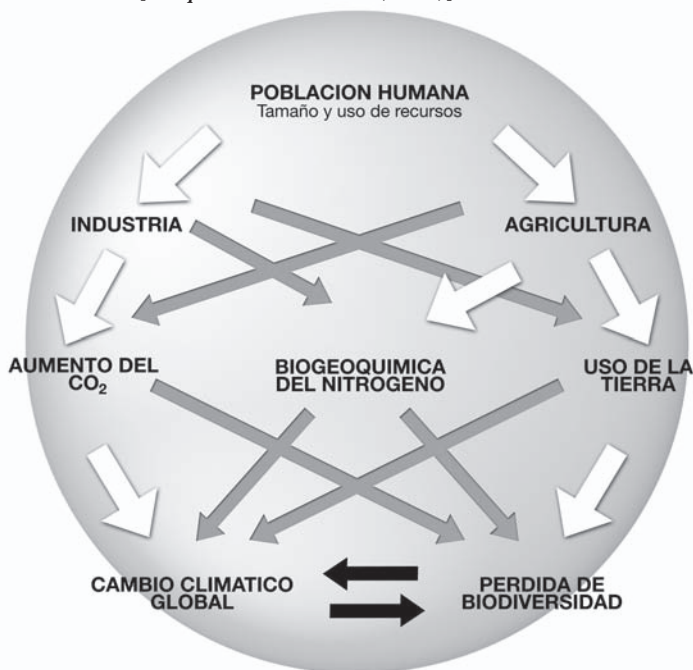 POBLACION HUMANA
Tamaño y uso de recursos
INDUSTRIA
AGRICULTURA
AUMENTO DEL
CO₂
BIOGEOQUIMICA
DEL NITROGENO
USO DE LA
TIERRA
CAMBIO CLIMATICO
GLOBAL
PERDIDA DE
BIODIVERSIDAD